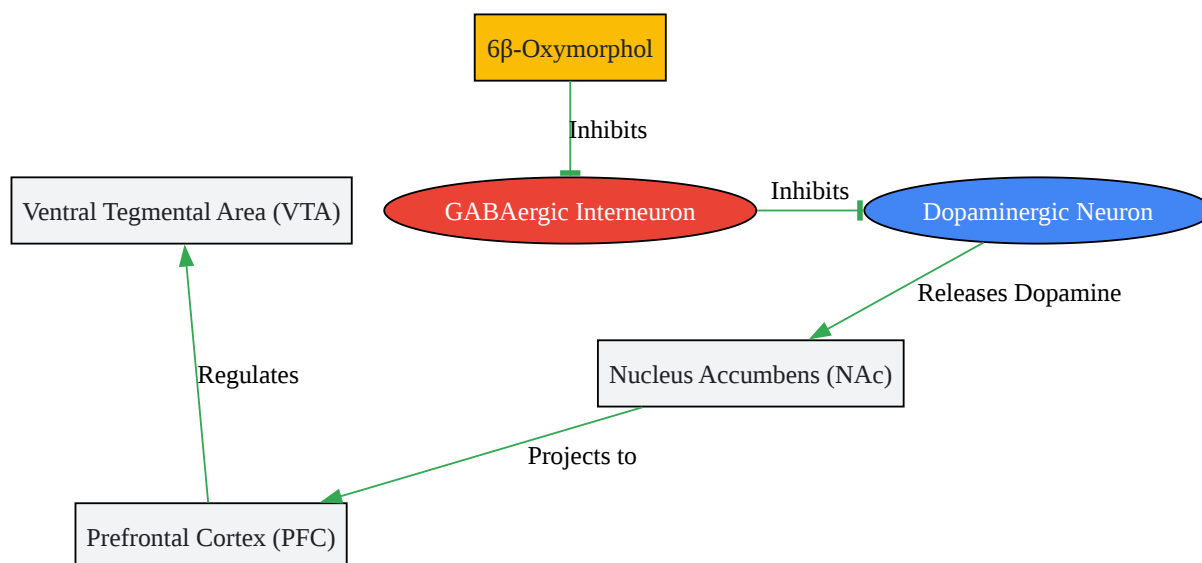 6β-Oxymorphol
Inhibits
Ventral Tegmental Area (VTA)
GABAergic Interneuron
Inhibits
Dopaminergic Neuron
Releases Dopamine
Regulates
Nucleus Accumbens (NAc)
Projects to
Prefrontal Cortex (PFC)